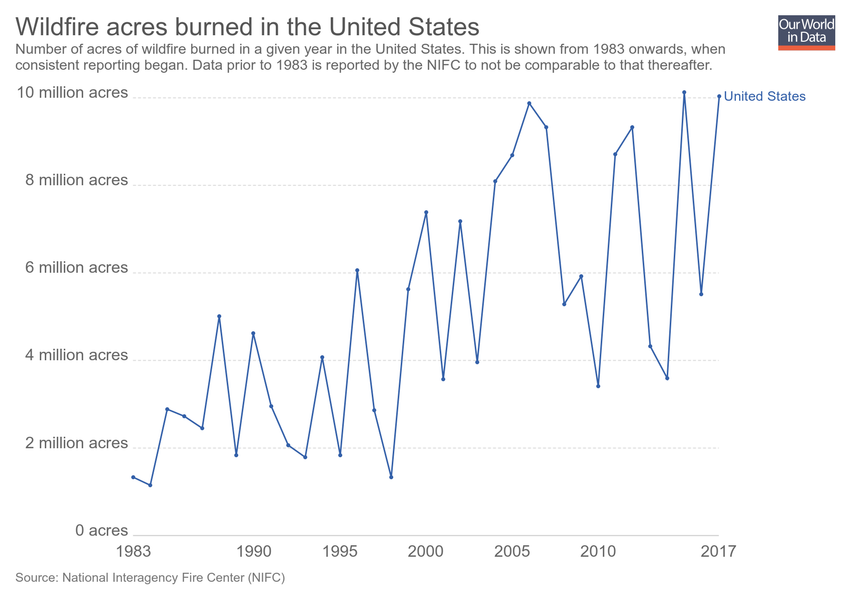 Wildfire acres burned in the United States
Our World
in Data
Number of acres of wildfire burned in a given year in the United States. This is shown from 1983 onwards, when
consistent reporting began. Data prior to 1983 is reported by the NIFC to not be comparable to that thereafter.
10 million acres
United States
8 million acres
6 million acres
4 million acres
2 million acres
0 acres
1983 1990 1995 2000 2005 2010 2017
Source: National Interagency Fire Center (NIFC)